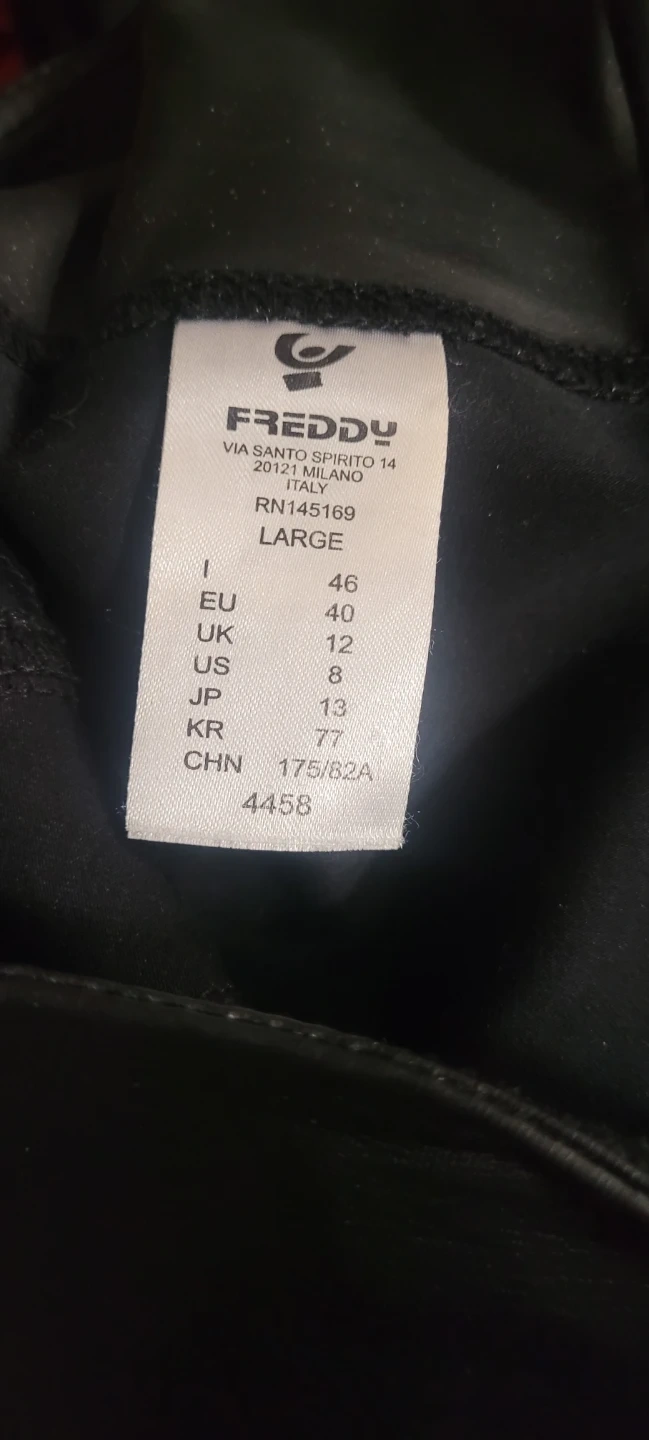 FREDDY
VIA SANTO SPIRITO 14
20121 MILANO
ITALY
RN145169
LARGE
I 46
EU 40
UK 12
US 8
JP 13
KR 77
CHN 175/82A
4458